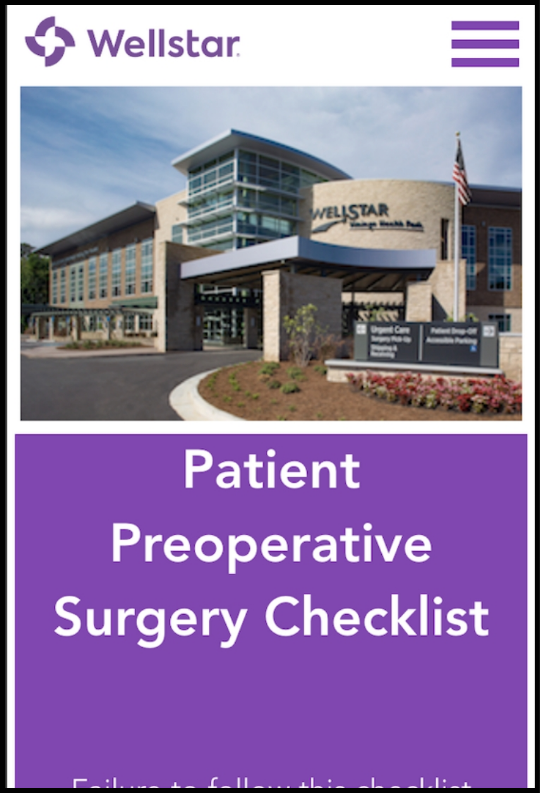 Wellstar
WELLSTAR
Vinings Health Park
Urgent Care
Surgery Pick-Up
Shipping &
Receiving
Patient Drop-Off
Accessible Parking
Patient
Preoperative
Surgery Checklist
Failure to follow this checklist